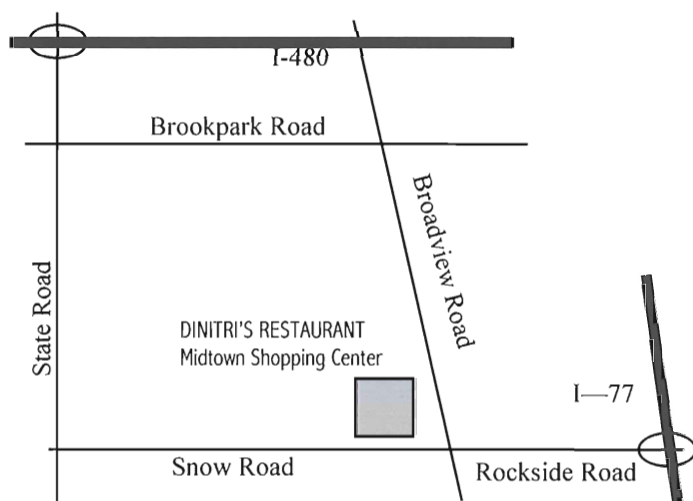 I-480
Brookpark Road
Broadview Road
State Road
DINITRI'S RESTAURANT
Midtown Shopping Center
I—77
Snow Road
Rockside Road